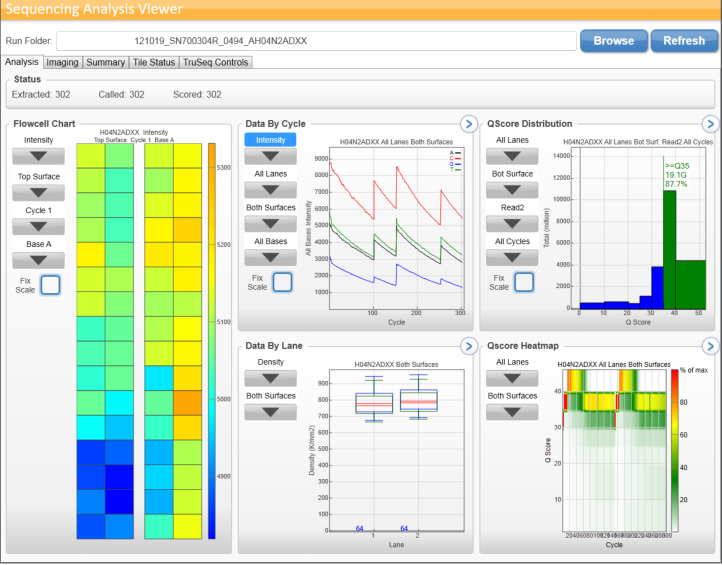 Sequencing Analysis Viewer
Run Folder: 121019_SN700304R_0494_AH04N2ADXX Browse Refresh
Analysis Imaging Summary Tile Status TruSeq Controls
Status
Extracted: 302 Called: 302 Scored: 302
Flowcell Chart
Intensity
Top Surface
Cycle 1
Base A
Fix Scale
H04N2ADXX Intensity
Top Surface Cycle 1 Base A
5300
5200
5100
5000
4900
Data By Cycle
Intensity
All Lanes
Both Surfaces
All Bases
Fix Scale
H04N2ADXX All Lanes Both Surfaces
A
C
G
T
All Bases Intensity
9000
8000
7000
6000
5000
4000
3000
2000
1000
100 200 300
Cycle
QScore Distribution
All Lanes
Bot Surface
Read2
All Cycles
Fix Scale
H04N2ADXX All Lanes Bot Surf Read2 All Cycles
>=Q35
19.1G
87.7%
Total (million)
14000
12000
10000
8000
6000
4000
2000
0
0 10 20 30 40 50
Q Score
Data By Lane
Density
Both Surfaces
H04N2ADXX Both Surfaces
Density (K/mm2)
900
800
700
600
500
400
300
200
100
0
64 64
1 2
Lane
Qscore Heatmap
All Lanes
Both Surfaces
H04N2ADXX All Lanes Both Surfaces
% of max
Q Score
40
30
20
10
80
60
40
20
Cycle